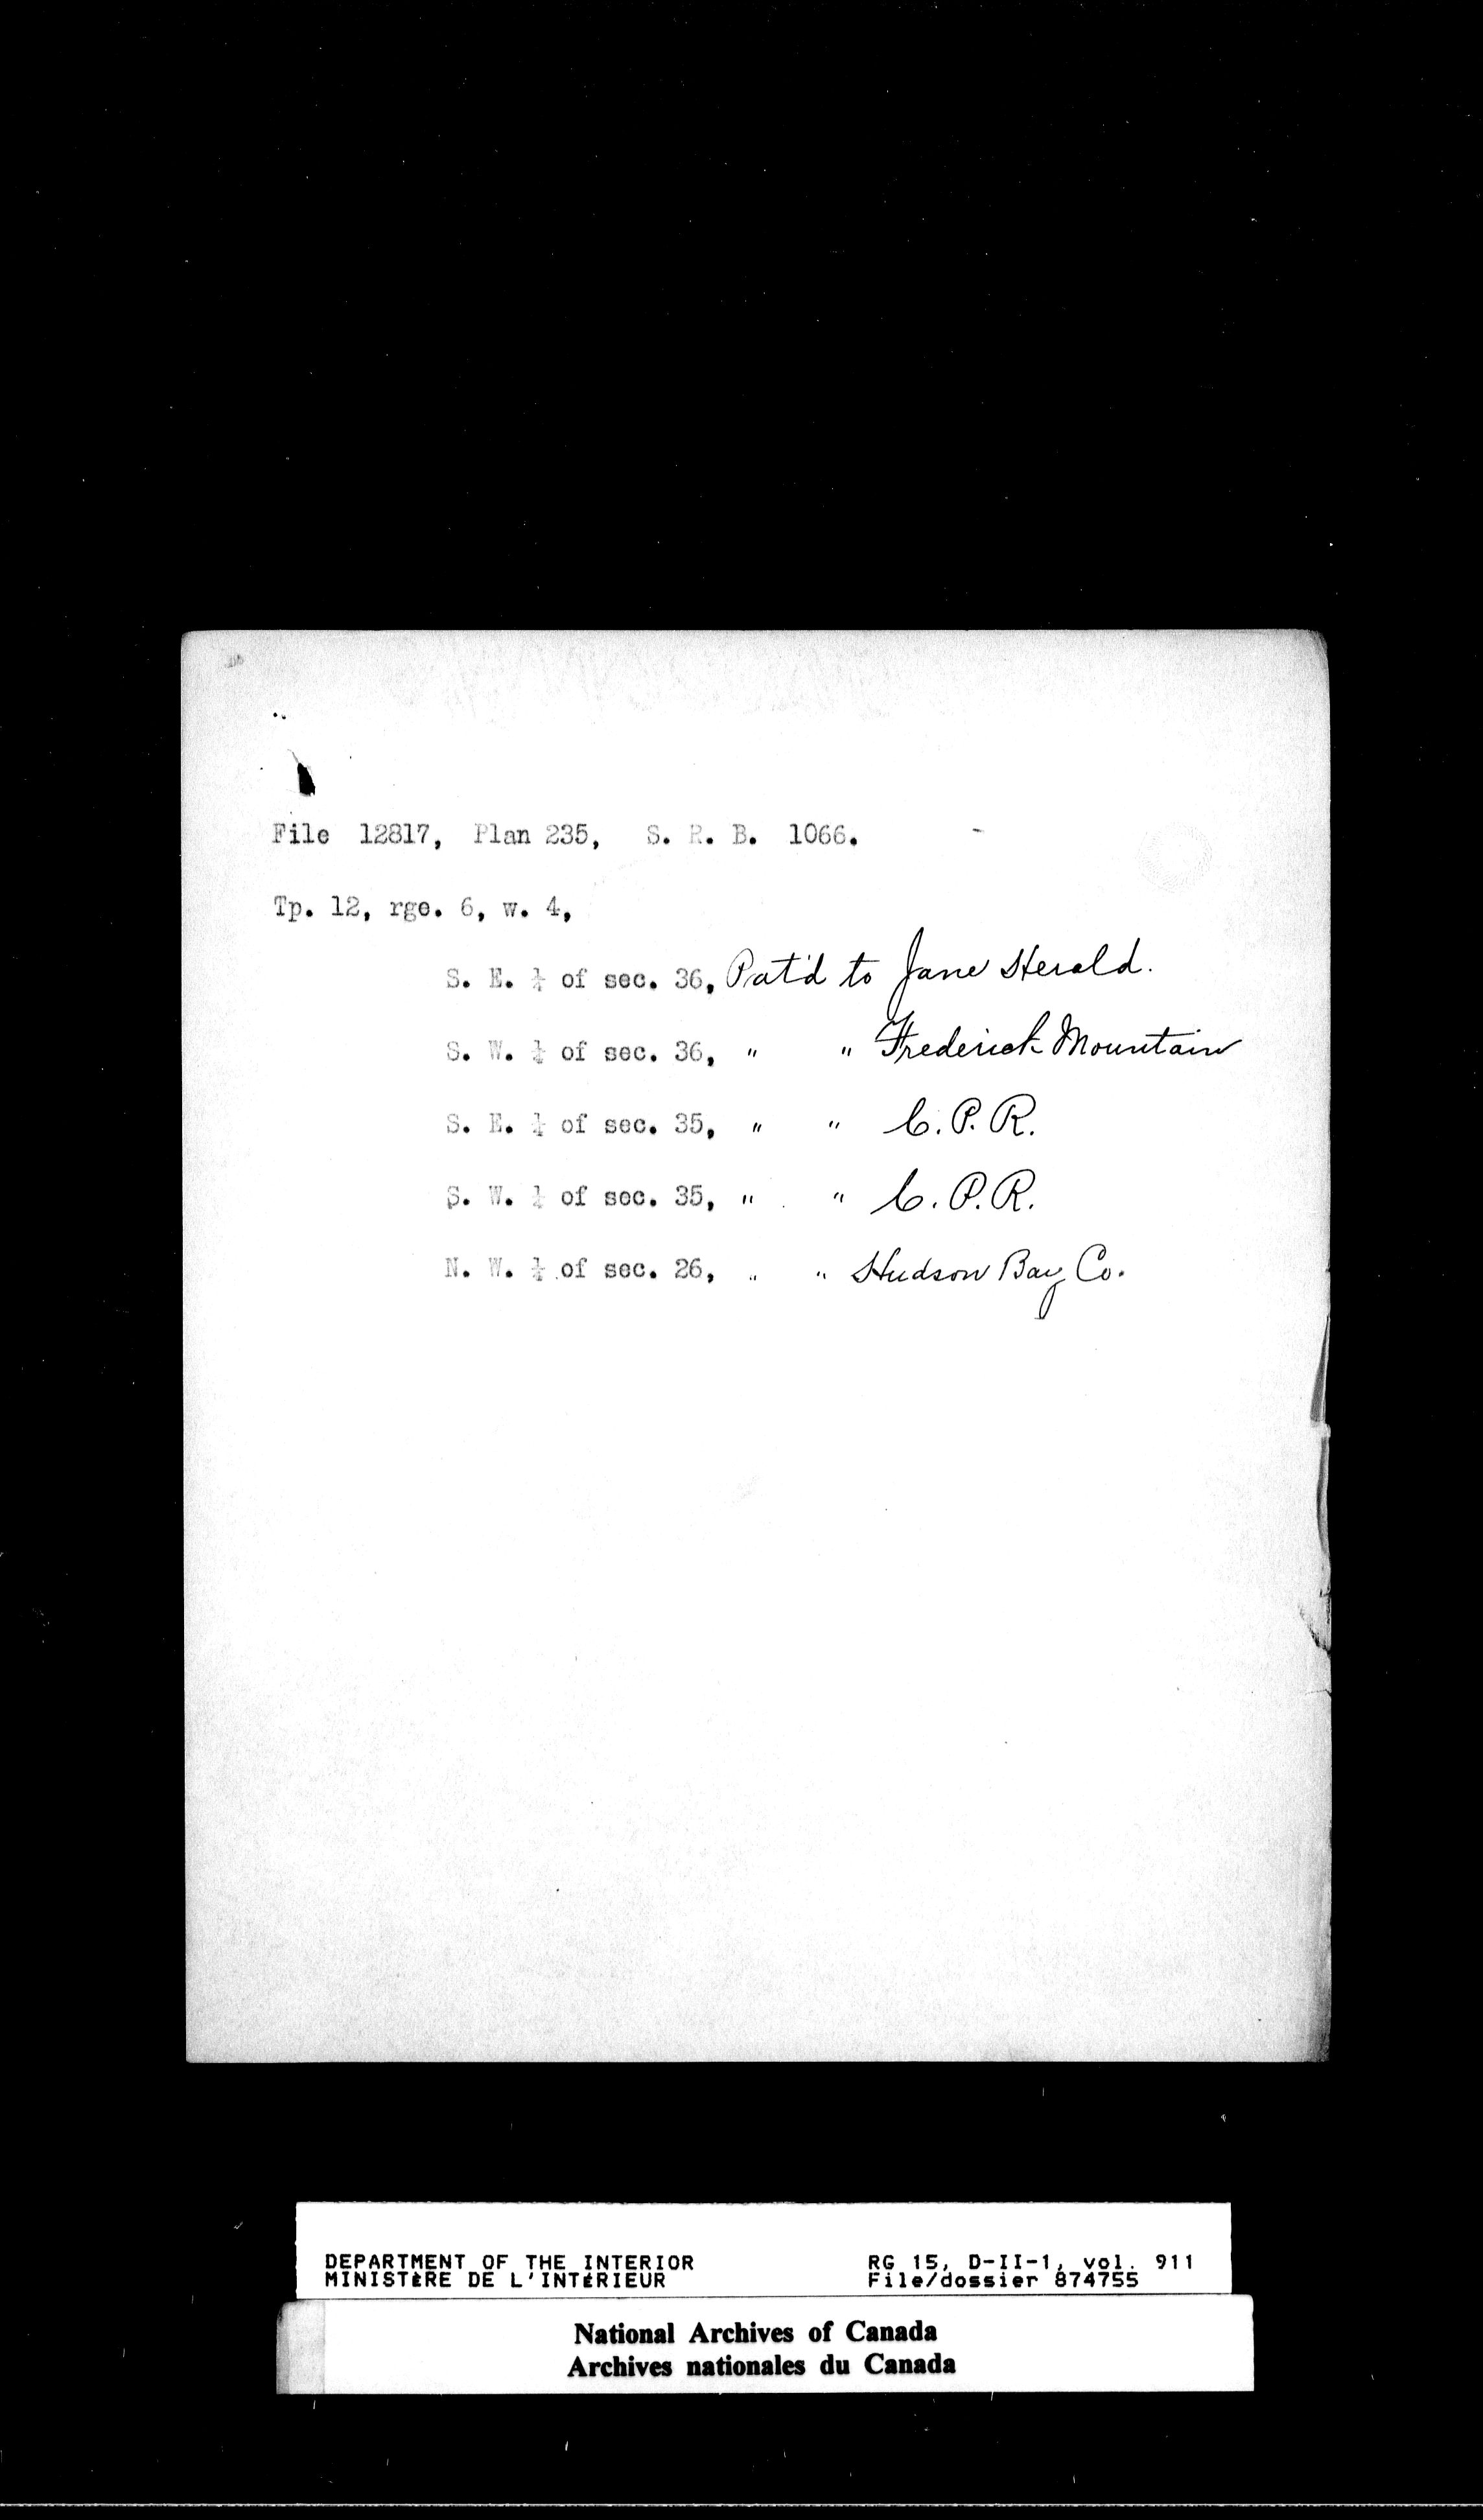 File 12817, Plan 235, S. R. B. 1066.
Tp. 12, rge. 6, w. 4,
S. E. ¼ of sec. 36, Pat'd to Jane Herald.
S. W. ¼ of sec. 36, " " Frederick Mountain
S. E. ¼ of sec. 35, " " C. P. R.
S. W. ¼ of sec. 35, " " C. P. R.
N. W. ¼ of sec. 26, " " Hudson Bay Co.
DEPARTMENT OF THE INTERIOR RG 15, D-II-1, vol. 911
MINISTÈRE DE L'INTÉRIEUR File/dossier 874755
National Archives of Canada
Archives nationales du Canada